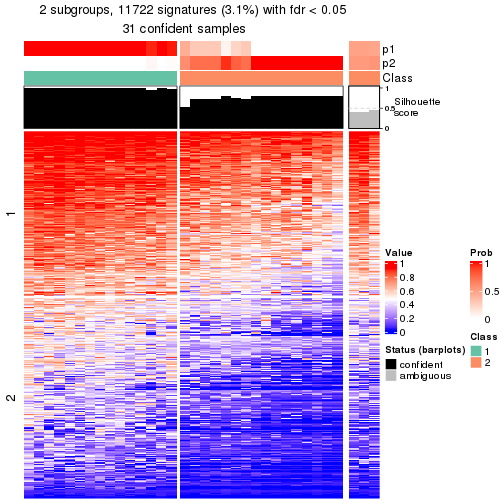 2 subgroups, 11722 signatures (3.1%) with fdr < 0.05
31 confident samples
p1
p2
Class
1
0.5
0
Silhouette
score
1
2
Value
1
0.8
0.6
0.4
0.2
0
Prob
1
0.5
0
Status (barplots)
confident
ambiguous
Class
1
2